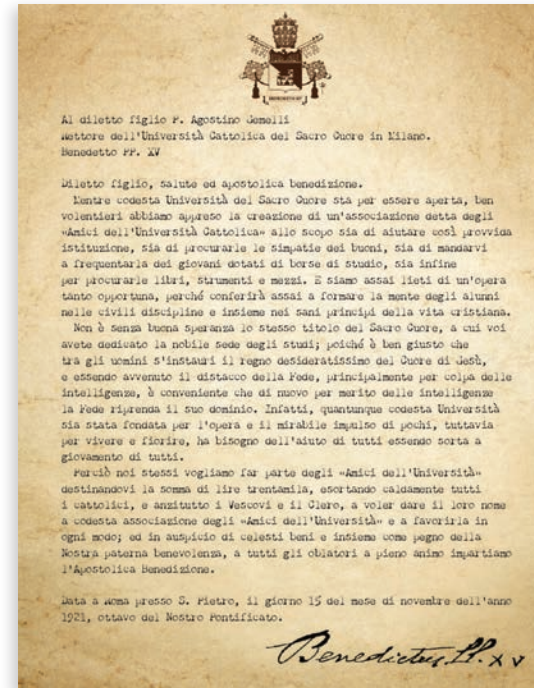 BENEDICTVS XV
Al diletto figlio P. Agostino Gemelli
Rettore dell'Università Cattolica del Sacro Cuore in Milano.
Benedetto PP. XV
Diletto figlio, salute ed apostolica benedizione.
Mentre codesta Università del Sacro Cuore sta per essere aperta, ben
volentieri abbiamo appreso la creazione di un'associazione detta degli
«Amici dell'Università Cattolica» allo scopo sia di aiutare così provvida
istituzione, sia di procurarle le simpatie dei buoni, sia di mandarvi
a frequentarla dei giovani dotati di borse di studio, sia infine
per procurarle libri, strumenti e mezzi. E siamo assai lieti di un'opera
tanto opportuna, perché conferirà assai a formare la mente degli alunni
nelle civili discipline e insieme nei sani principi della vita cristiana.
Non è senza buona speranza lo stesso titolo del Sacro Cuore, a cui voi
avete dedicato la nobile sede degli studi; poiché è ben giusto che
tra gli uomini s'instauri il regno desideratissimo del Cuore di Jesù,
e essendo avvenuto il distacco della Fede, principalmente per colpa delle
intelligenze, è conveniente che di nuovo per merito delle intelligenze
la Fede riprenda il suo dominio. Infatti, quantunque codesta Università
sia stata fondata per l'opera e il mirabile impulso di pochi, tuttavia
per vivere e fiorire, ha bisogno dell'aiuto di tutti essendo sorta a
giovamento di tutti.
Perciò noi stessi vogliamo far parte degli «Amici dell'Università»
destinandovi la somma di lire trentamila, esortando caldamente tutti
i cattolici, e anzitutto i Vescovi e il Clero, a voler dare il loro nome
a codesta associazione degli «Amici dell'Università» e a favorirla in
ogni modo; ed in auspicio di celesti beni e insieme come pegno della
Nostra paterna benevolenza, a tutti gli oblatori a pieno animo impartiamo
l'Apostolica Benedizione.
Data a Roma presso S. Pietro, il giorno 15 del mese di novembre dell'anno
1921, ottavo del Nostro Pontificato.
Benedictus PP. XV